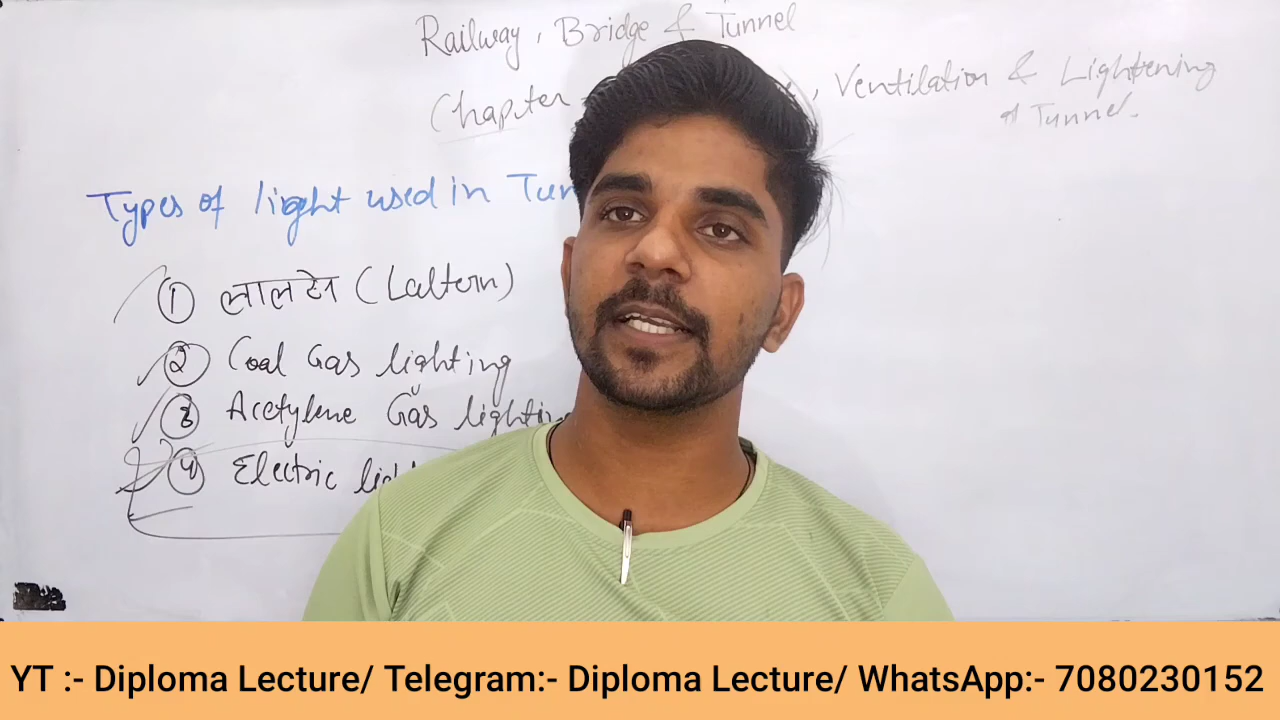 Railway, Bridge & Tunnel
Chapter , Ventilation & Lightening
of Tunnel.
Types of light used in Tun
① लालटेन (Laltern)
② Coal Gas lighting
③ Acetylene Gas lightin
④ Electric lig
YT :- Diploma Lecture/ Telegram:- Diploma Lecture/ WhatsApp:- 7080230152